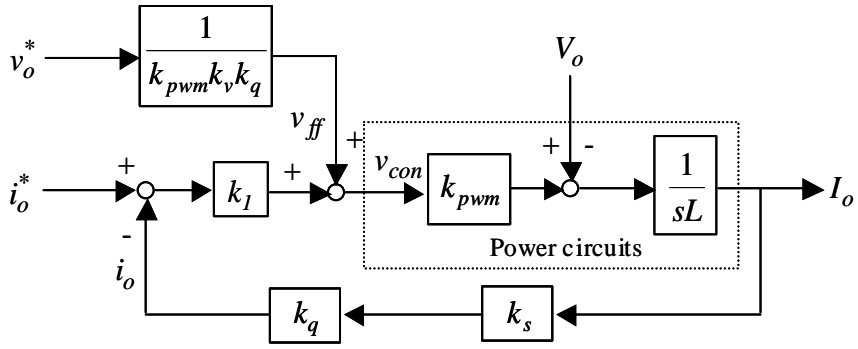 v_o^*
1
k_pwm k_v k_q
V_o
v_ff
+
+ -
i_o^*
+
k_1
+
v_con
k_pwm
1
sL
I_o
-
i_o
Power circuits
k_q
k_s